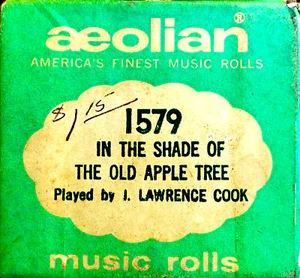 aeolian®
AMERICA'S FINEST MUSIC ROLLS
$1,15
1579
IN THE SHADE OF
THE OLD APPLE TREE
Played by J. LAWRENCE COOK
music rolls